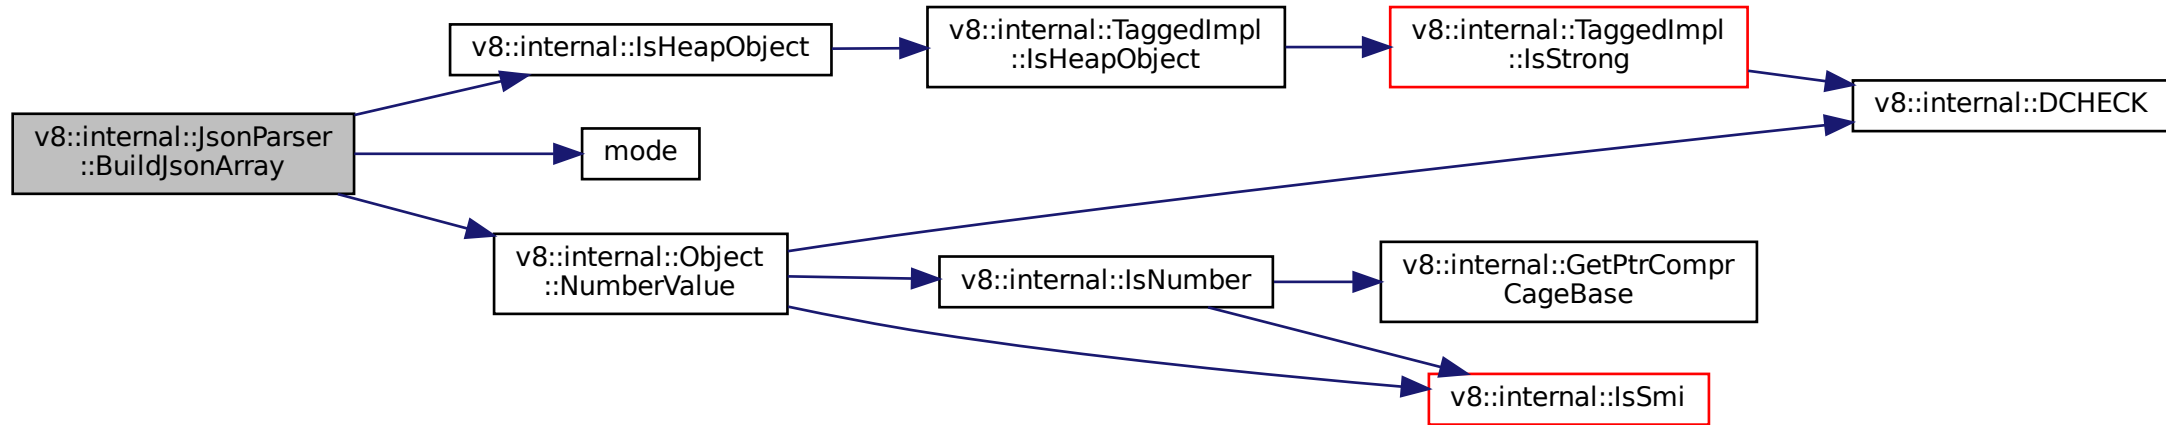 v8::internal::JsonParser
::BuildJsonArray
v8::internal::IsHeapObject
mode
v8::internal::Object
::NumberValue
v8::internal::TaggedImpl
::IsHeapObject
v8::internal::IsNumber
v8::internal::TaggedImpl
::IsStrong
v8::internal::GetPtrCompr
CageBase
v8::internal::IsSmi
v8::internal::DCHECK